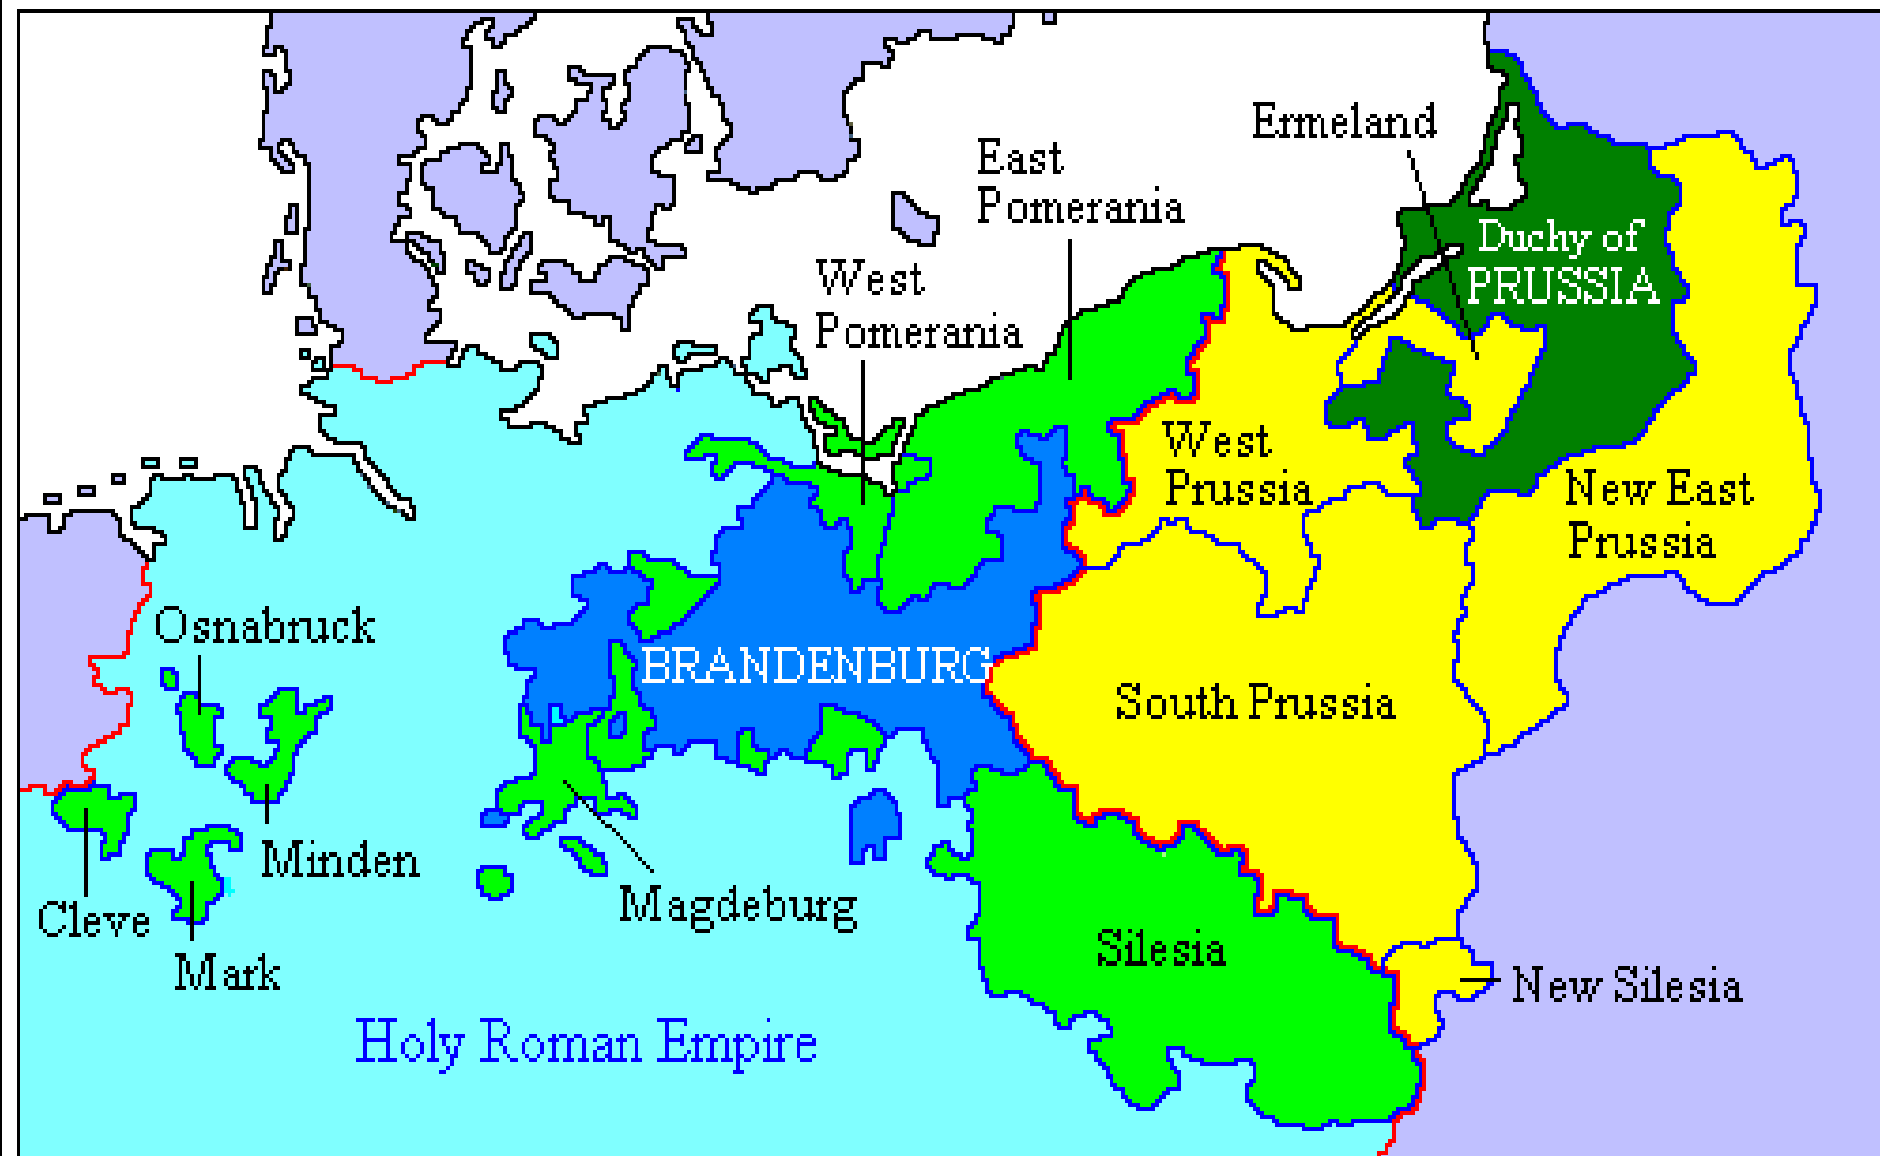 Ermeland
East
Pomerania
West
Pomerania
Duchy of
PRUSSIA
West
Prussia
New East
Prussia
Osnabruck
BRANDENBURG
South Prussia
Minden
Cleve
Mark
Magdeburg
Silesia
New Silesia
Holy Roman Empire